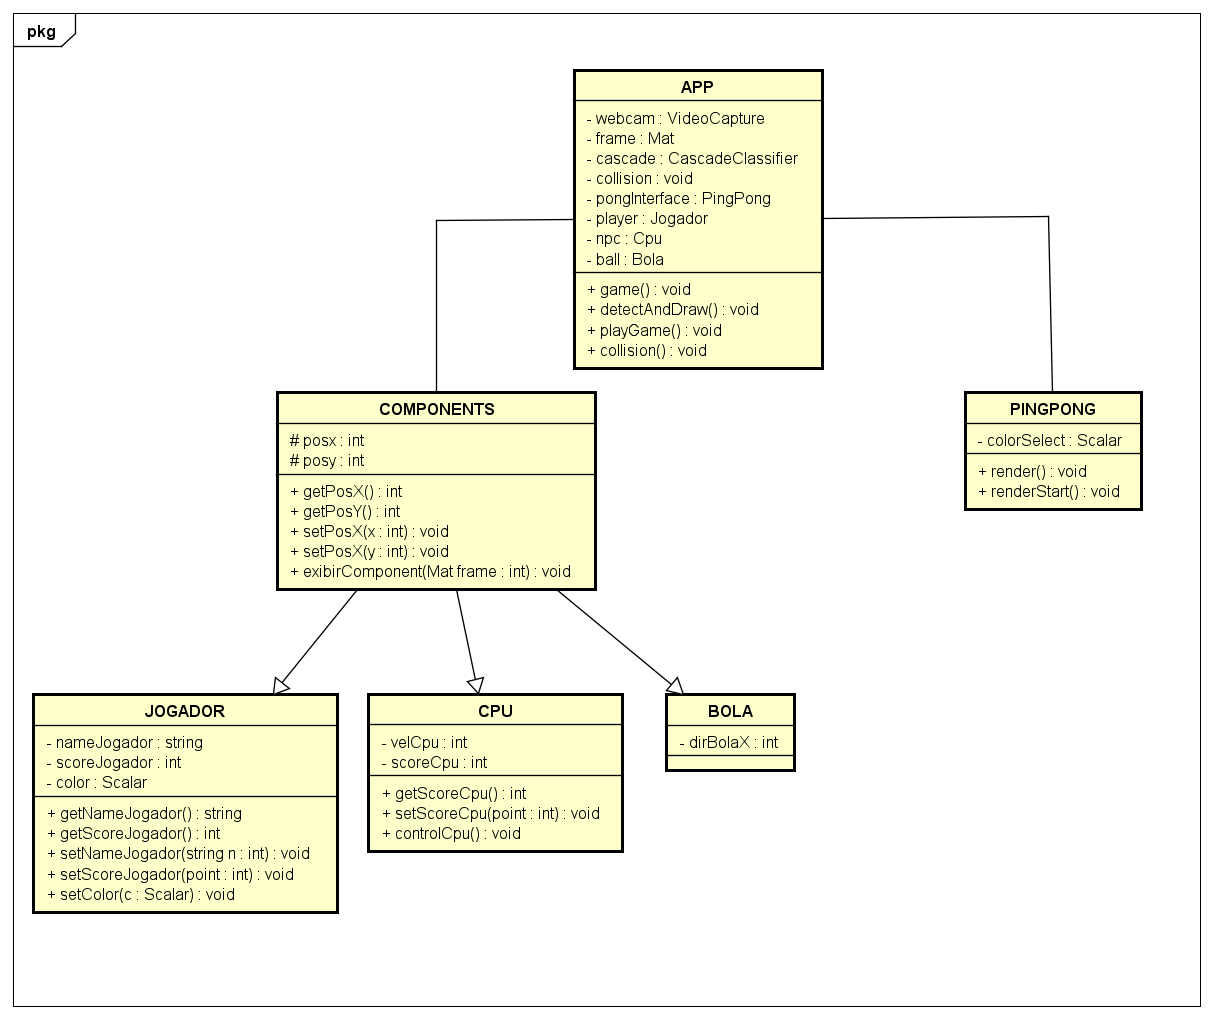 pkg
APP
- webcam : VideoCapture
- frame : Mat
- cascade : CascadeClassifier
- collision : void
- pongInterface : PingPong
- player : Jogador
- npc : Cpu
- ball : Bola
+ game() : void
+ detectAndDraw() : void
+ playGame() : void
+ collision() : void
COMPONENTS
# posx : int
# posy : int
+ getPosX() : int
+ getPosY() : int
+ setPosX(x : int) : void
+ setPosX(y : int) : void
+ exibirComponent(Mat frame : int) : void
PINGPONG
- colorSelect : Scalar
+ render() : void
+ renderStart() : void
JOGADOR
- nameJogador : string
- scoreJogador : int
- color : Scalar
+ getNameJogador() : string
+ getScoreJogador() : int
+ setNameJogador(string n : int) : void
+ setScoreJogador(point : int) : void
+ setColor(c : Scalar) : void
CPU
- velCpu : int
- scoreCpu : int
+ getScoreCpu() : int
+ setScoreCpu(point : int) : void
+ controlCpu() : void
BOLA
- dirBolaX : int